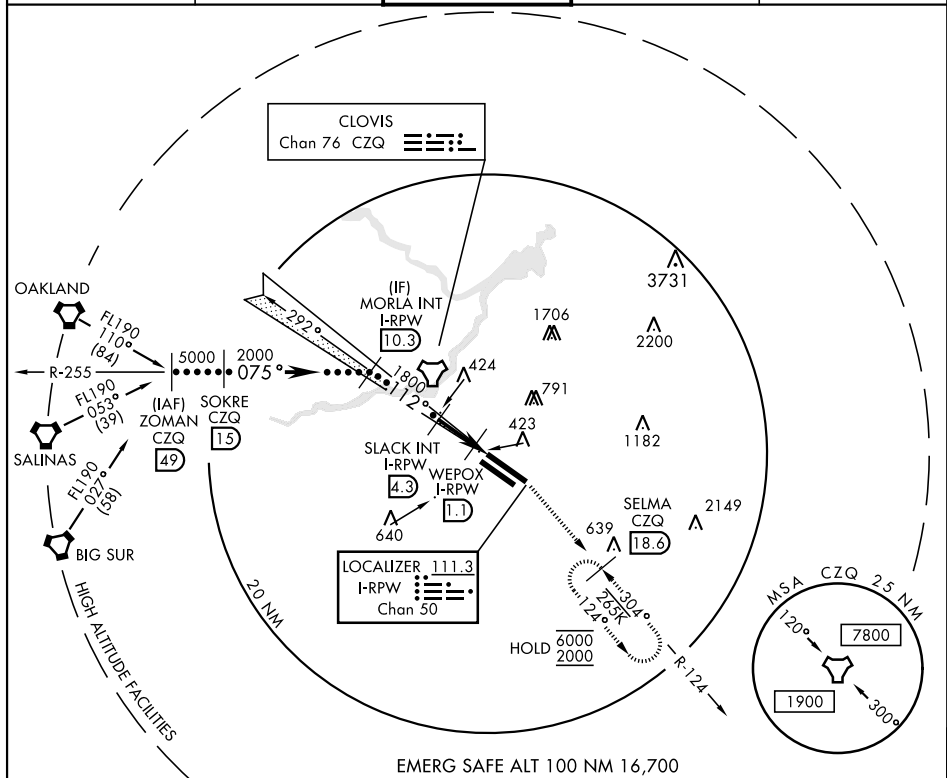 CLOVIS
Chan 76 CZQ
OAKLAND
FL190
110°
(84)
R-255
FL190
053°
(39)
SALINAS
FL190
027°
(58)
BIG SUR
HIGH ALTITUDE FACILITIES
5000
2000
075°
(IAF)
ZOMAN
CZQ
49
SOKRE
CZQ
15
292°
(IF)
MORLA INT
I-RPW
10.3
1800
112°
424
SLACK INT
I-RPW
4.3
WEPOX
I-RPW
1.1
423
640
1706
791
3731
2200
1182
2149
639
SELMA
CZQ
18.6
LOCALIZER 111.3
I-RPW
Chan 50
20 NM
304°
265K
124°
HOLD 6000
2000
R-124
MSA CZQ 25 NM
120°
7800
1900
300°
EMERG SAFE ALT 100 NM 16,700